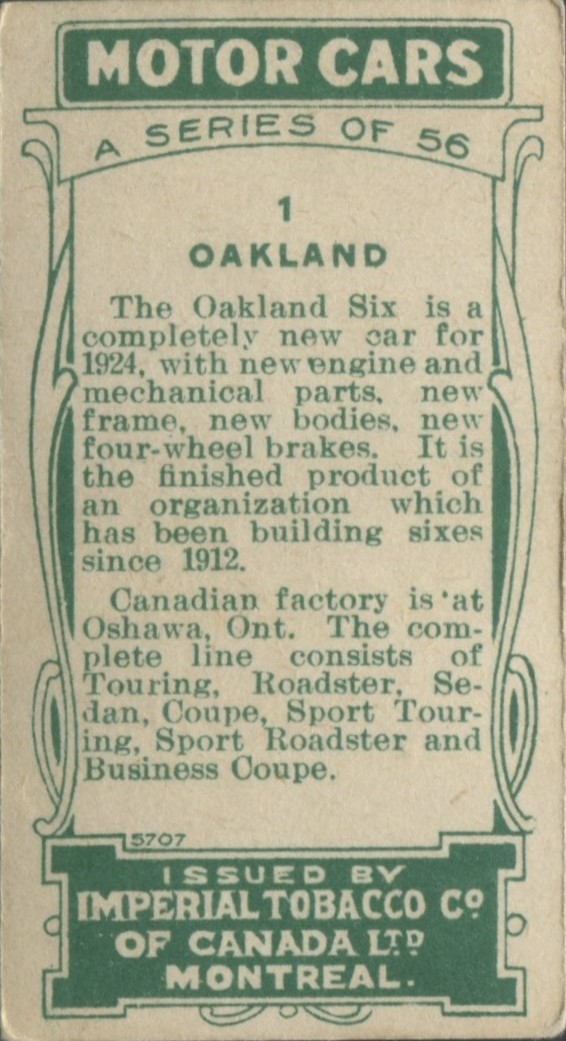 MOTOR CARS
A SERIES OF 56
1
OAKLAND
The Oakland Six is a
completely new car for
1924, with new engine and
mechanical parts, new
frame, new bodies, new
four-wheel brakes. It is
the finished product of
an organization which
has been building sixes
since 1912.
Canadian factory is at
Oshawa, Ont. The com-
plete line consists of
Touring, Roadster, Se-
dan, Coupe, Sport Tour-
ing, Sport Roadster and
Business Coupe.
5707
ISSUED BY
IMPERIAL TOBACCO Co.
OF CANADA LTD
MONTREAL.